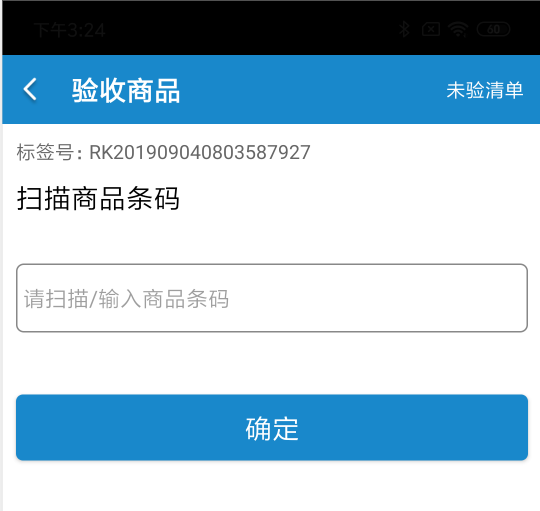 下午3:24
60
验收商品
未验清单
标签号: RK201909040803587927
扫描商品条码
请扫描/输入商品条码
确定